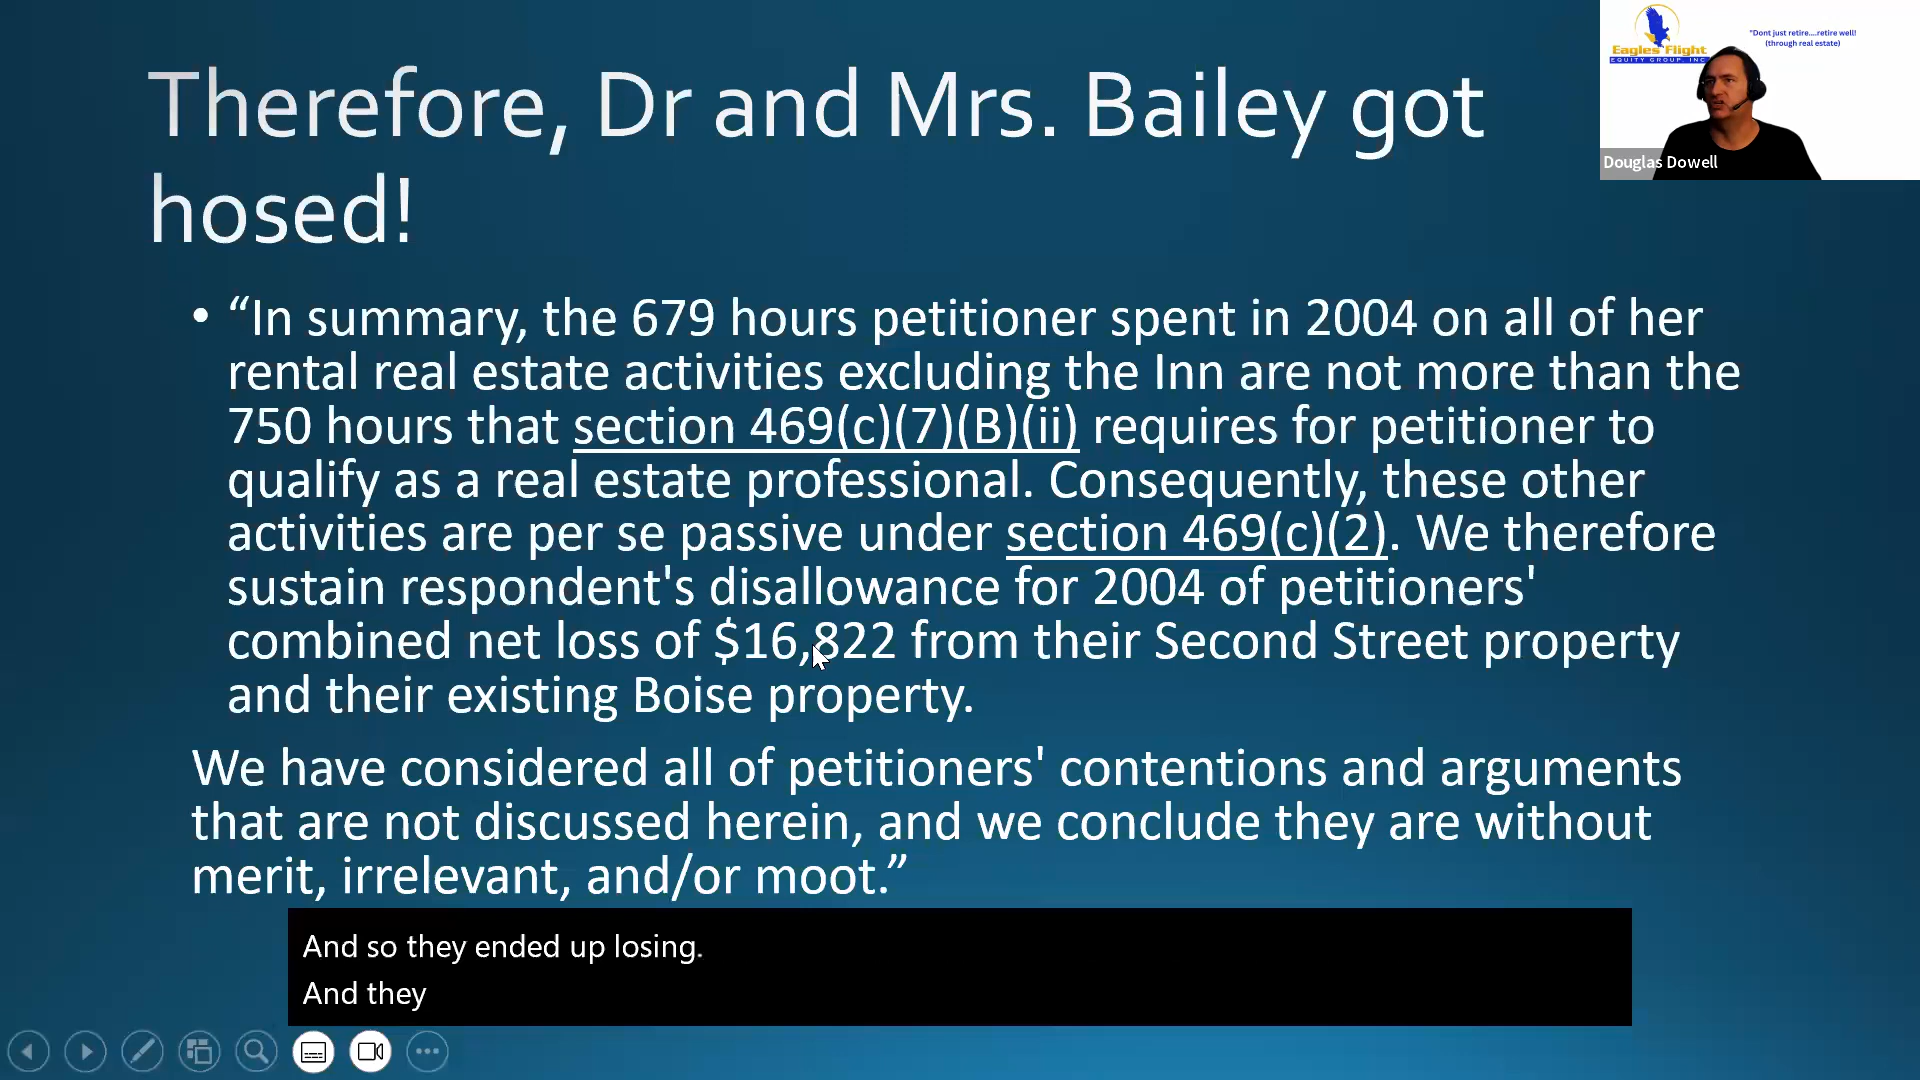 Therefore, Dr and Mrs. Bailey got
hosed!
• “In summary, the 679 hours petitioner spent in 2004 on all of her
rental real estate activities excluding the Inn are not more than the
750 hours that section 469(c)(7)(B)(ii) requires for petitioner to
qualify as a real estate professional. Consequently, these other
activities are per se passive under section 469(c)(2). We therefore
sustain respondent's disallowance for 2004 of petitioners'
combined net loss of $16,822 from their Second Street property
and their existing Boise property.
We have considered all of petitioners' contentions and arguments
that are not discussed herein, and we conclude they are without
merit, irrelevant, and/or moot.”
Eagles Flight
EQUITY GROUP, INC
"Dont just retire....retire well!
(through real estate)
Douglas Dowell
And so they ended up losing.
And they